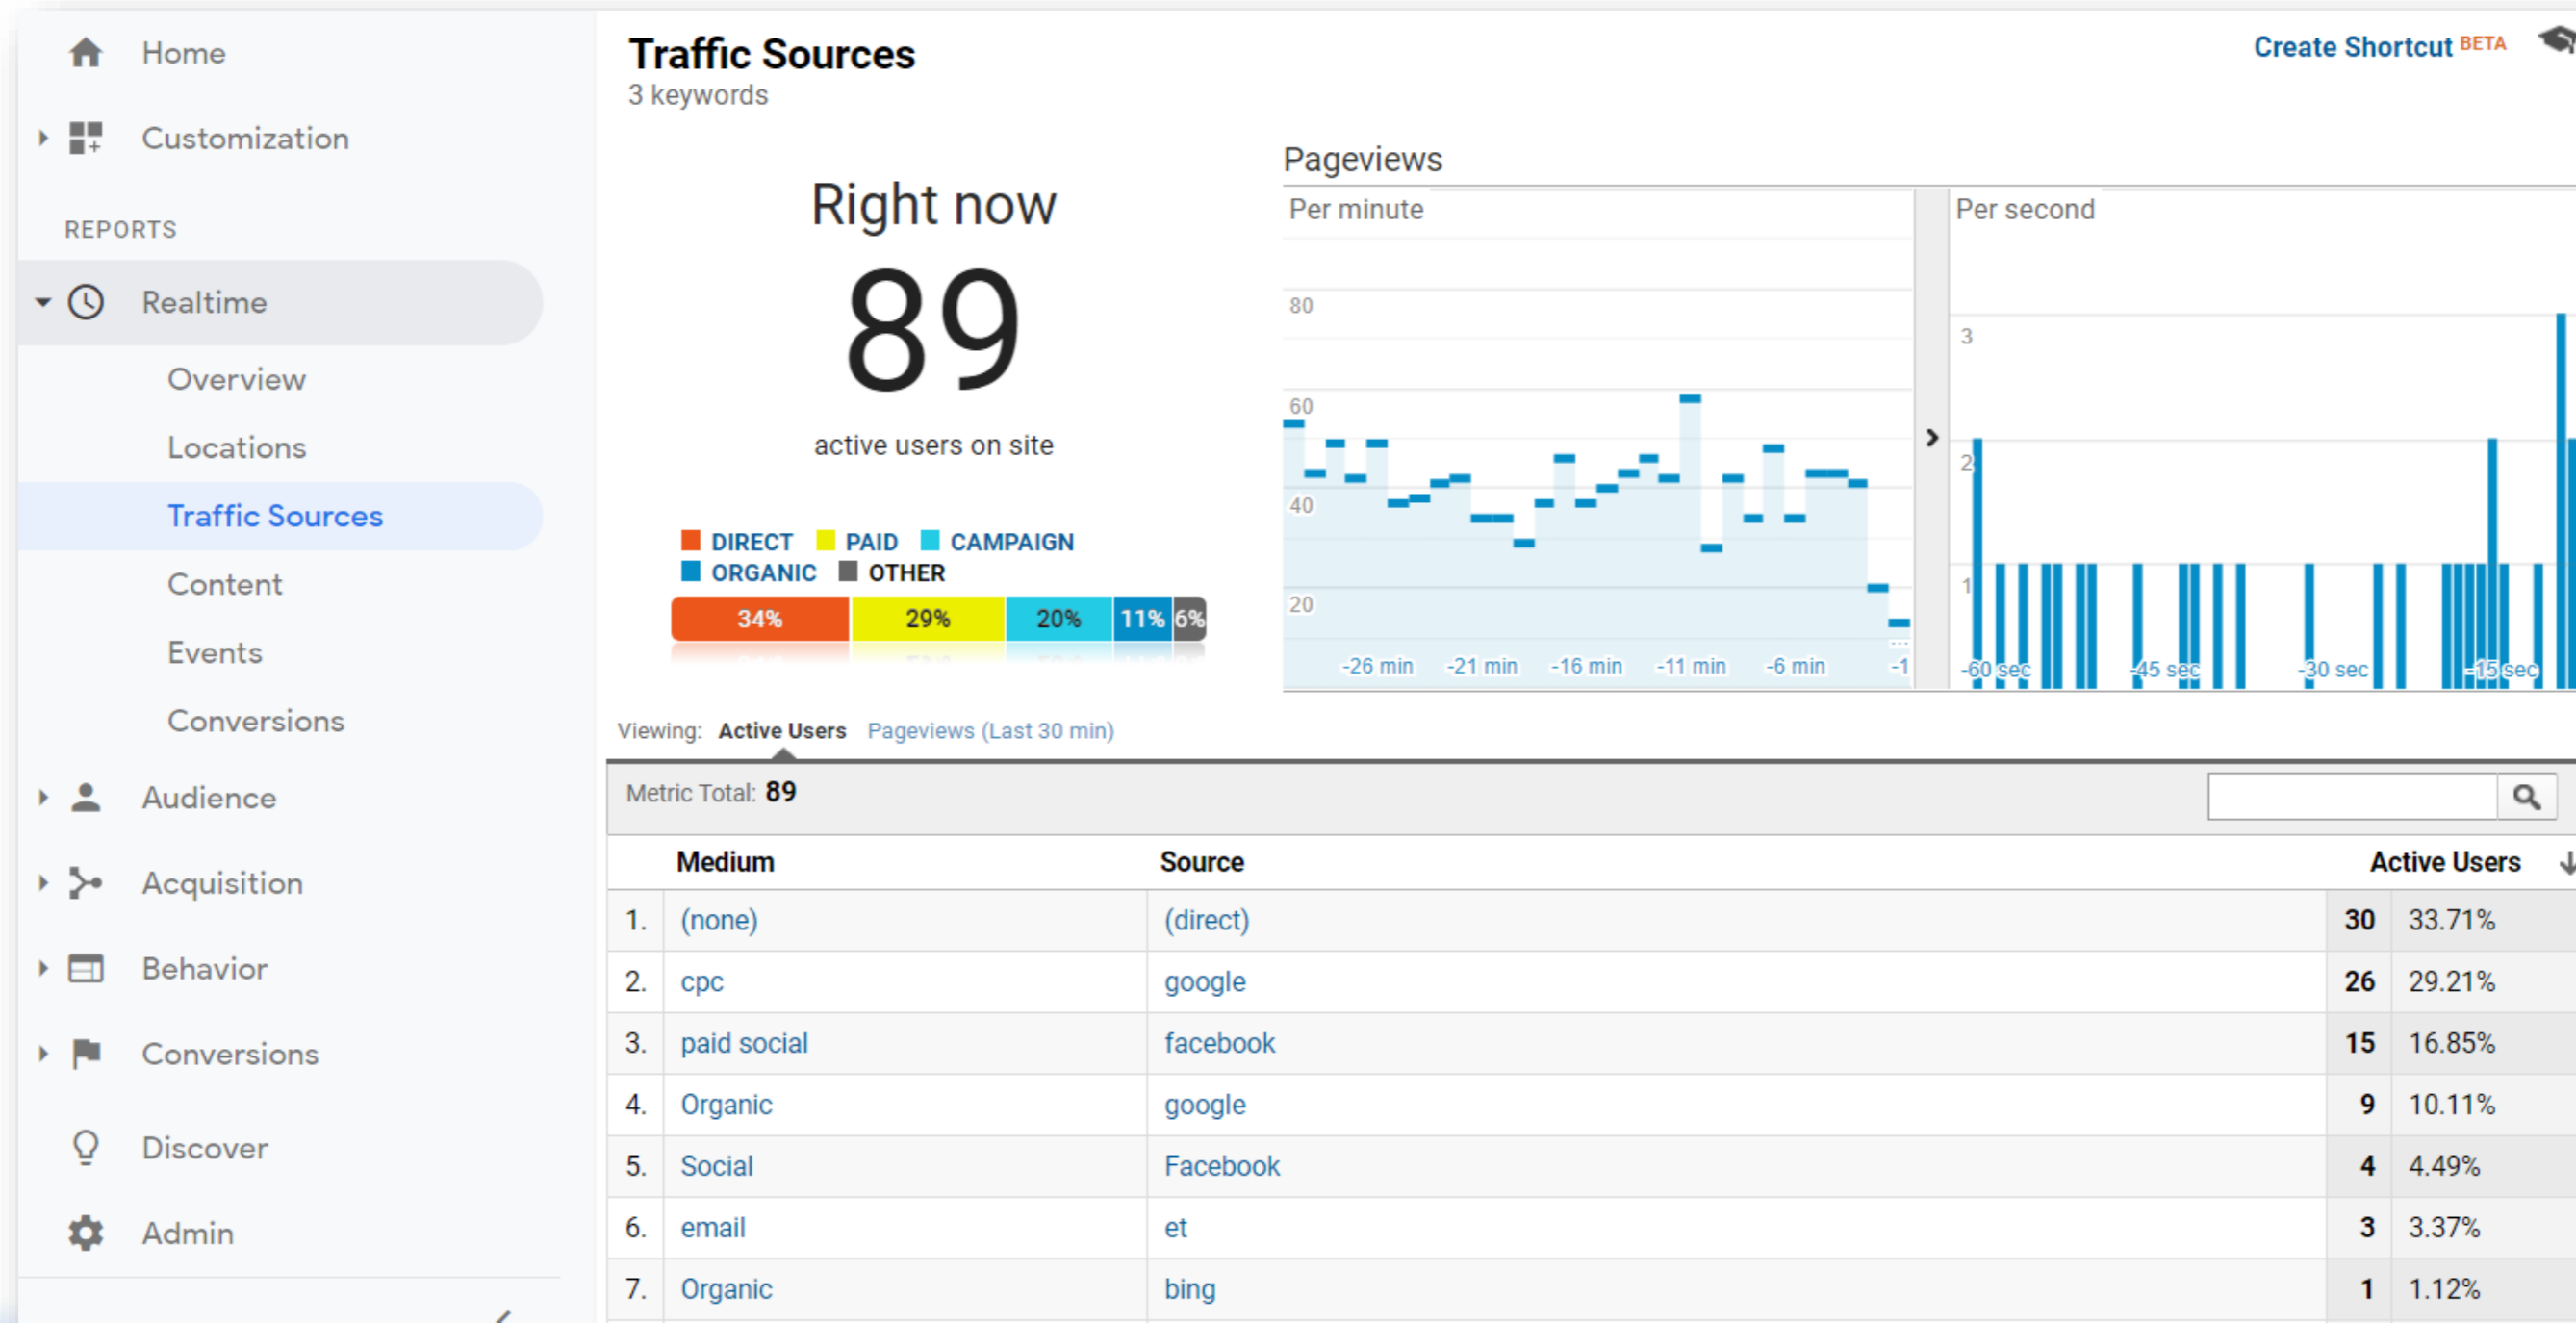 Home
Customization
REPORTS
Realtime
Overview
Locations
Traffic Sources
Content
Events
Conversions
Audience
Acquisition
Behavior
Conversions
Discover
Admin
Traffic Sources
3 keywords
Create Shortcut BETA
Right now
89
active users on site
DIRECT PAID CAMPAIGN
ORGANIC OTHER
34% 29% 20% 11% 6%
Pageviews
Per minute
80
60
40
20
-26 min -21 min -16 min -11 min -6 min -1
Per second
3
2
1
-60 sec -45 sec -30 sec -15 sec
Viewing: Active Users Pageviews (Last 30 min)
Metric Total: 89
Medium Source Active Users
1. (none) (direct) 30 33.71%
2. cpc google 26 29.21%
3. paid social facebook 15 16.85%
4. Organic google 9 10.11%
5. Social Facebook 4 4.49%
6. email et 3 3.37%
7. Organic bing 1 1.12%